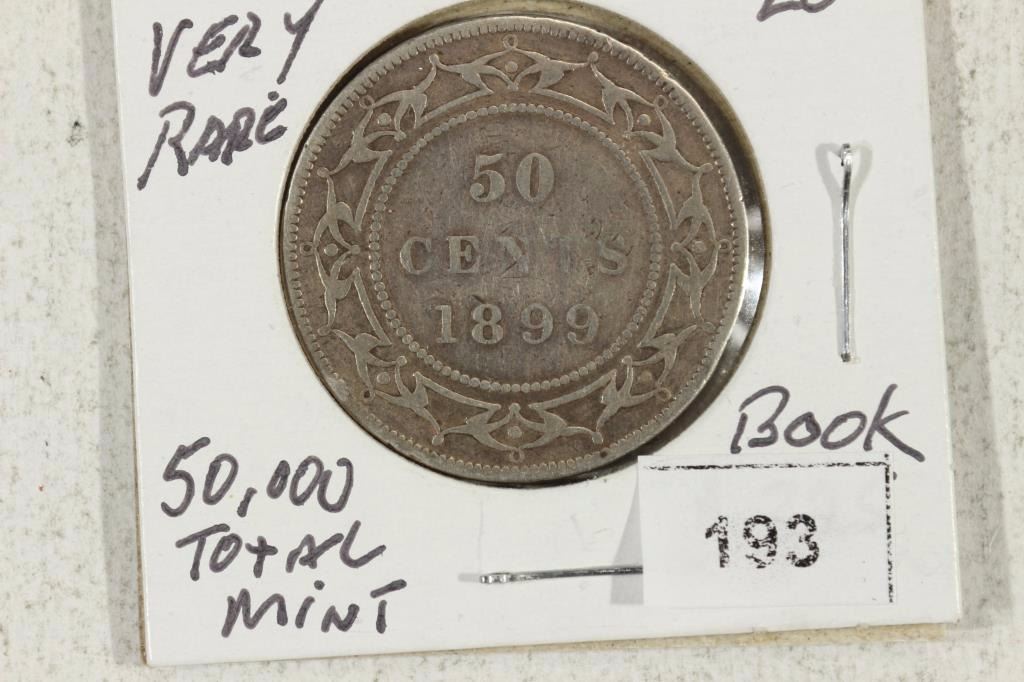 VERY
RARE
50
CENTS
1899
BOOK
50,000
TOTAL
MINT
193